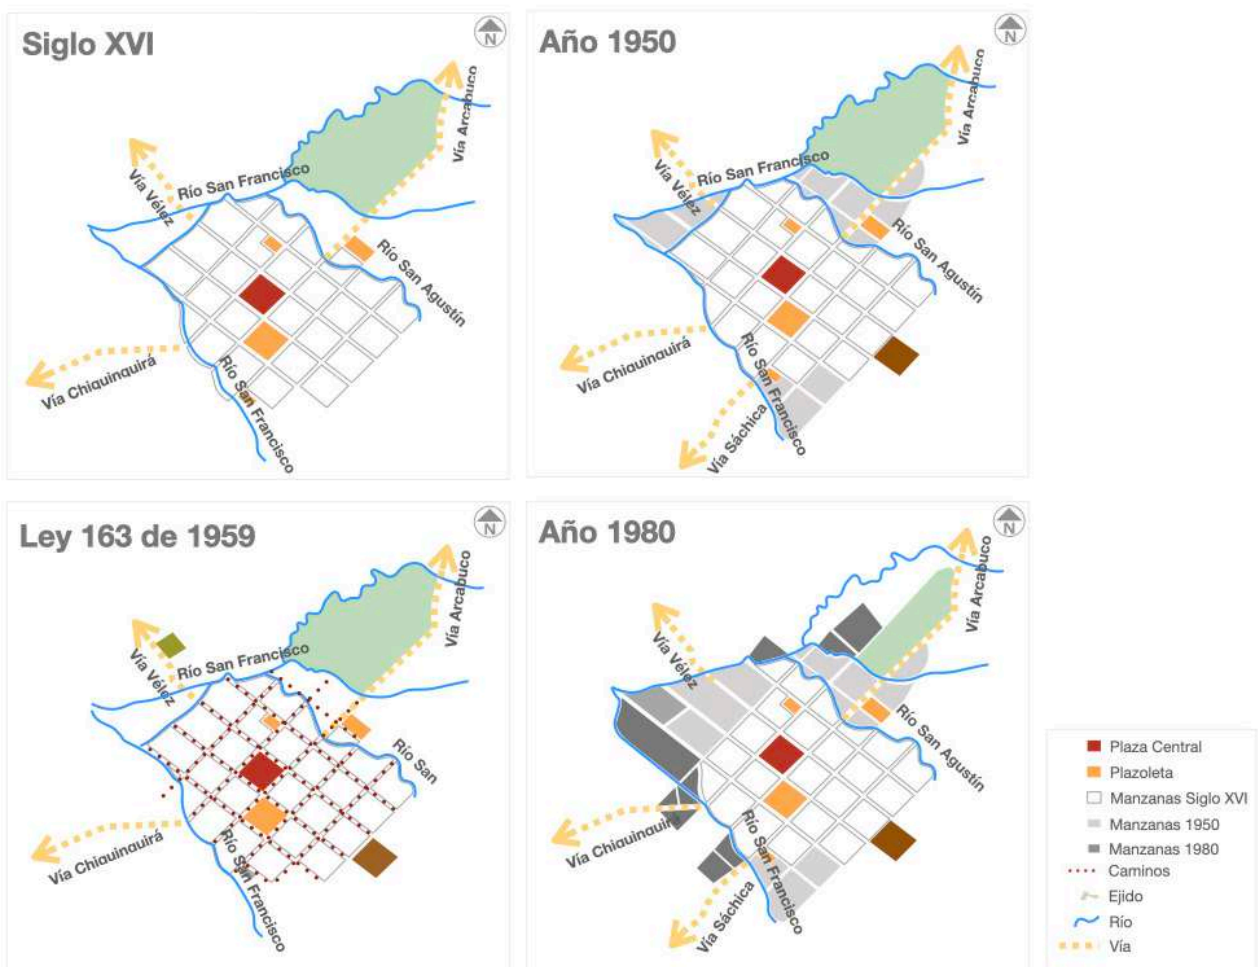 Siglo XVI
N
Vía Arcabuco
Vía Vélez
Río San Francisco
Río San Agustín
Vía Chiquinquirá
Río San Francisco
Año 1950
N
Vía Arcabuco
Vía Vélez
Río San Francisco
Río San Agustín
Vía Chiquinquirá
Río San Francisco
Vía Sáchica
Ley 163 de 1959
N
Vía Arcabuco
Vía Vélez
Río San Francisco
Río San
Vía Chiquinquirá
Río San Francisco
Año 1980
N
Vía Arcabuco
Vía Vélez
Río San Agustín
Vía Chiquinquirá
Río San Francisco
Vía Sáchica
Plaza Central
Plazoleta
Manzanas Siglo XVI
Manzanas 1950
Manzanas 1980
Caminos
Ejido
Río
Vía